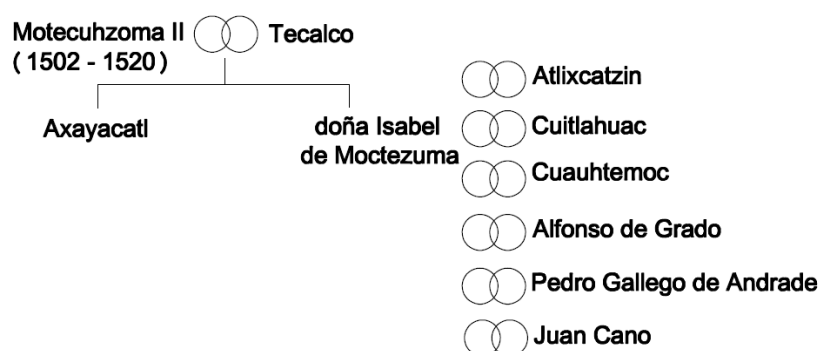 Motecuhzoma II Tecalco
( 1502 - 1520 )
Axayacatl
doña Isabel
de Moctezuma
Atlixcatzin
Cuitlahuac
Cuauhtemoc
Alfonso de Grado
Pedro Gallego de Andrade
Juan Cano